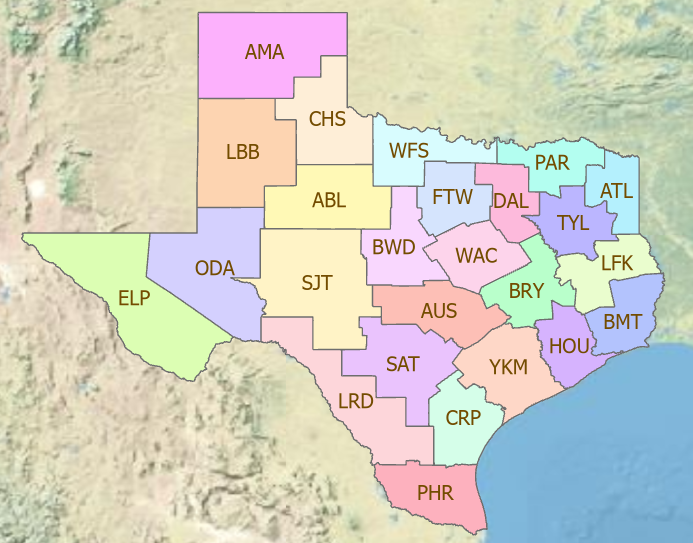 AMA
CHS
LBB
WFS
PAR
ATL
ABL
FTW
DAL
TYL
BWD
WAC
LFK
ODA
SJT
BRY
ELP
AUS
BMT
HOU
SAT
YKM
LRD
CRP
PHR